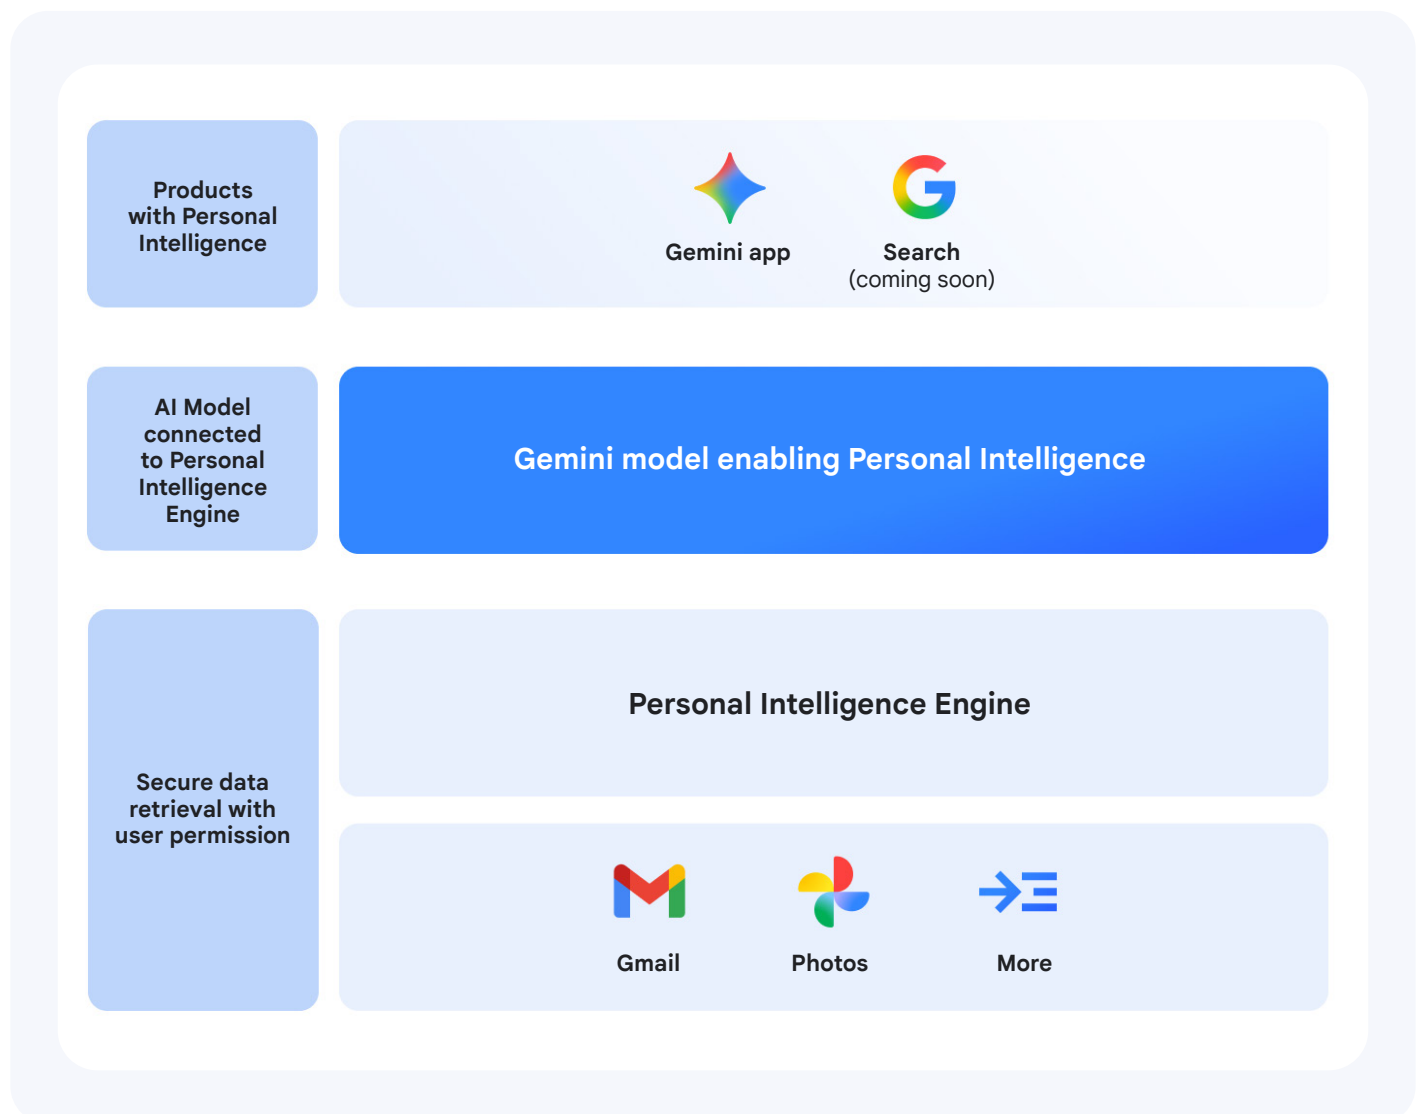 Products
with Personal
Intelligence
Gemini app
Search
(coming soon)
AI Model
connected
to Personal
Intelligence
Engine
Gemini model enabling Personal Intelligence
Secure data
retrieval with
user permission
Personal Intelligence Engine
Gmail
Photos
More